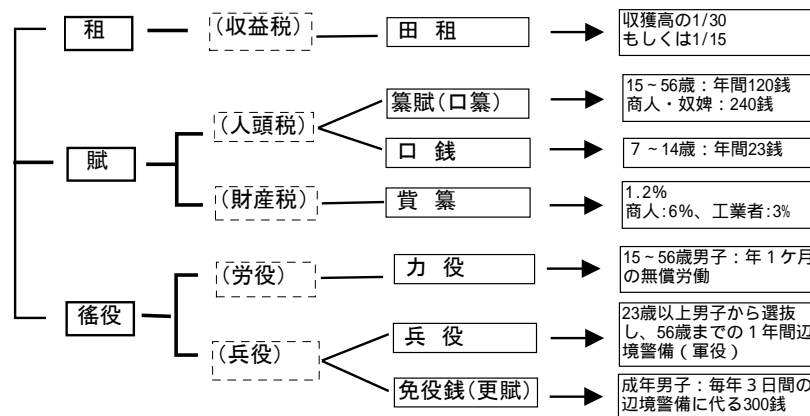 租
(収益税)
田 租
収獲高の1/30
もしくは1/15
賦
(人頭税)
纂賦(口纂)
15~56歳:年間120銭
商人・奴婢:240銭
口 銭
7~14歳:年間23銭
(財産税)
貲 纂
1.2%
商人:6%、工業者:3%
徭役
(労役)
力 役
15~56歳男子:年1ケ月
の無償労働
(兵役)
兵 役
23歳以上男子から選抜
し、56歳までの1年間辺
境警備(軍役)
免役銭(更賦)
成年男子:毎年3日間の
辺境警備に代る300銭